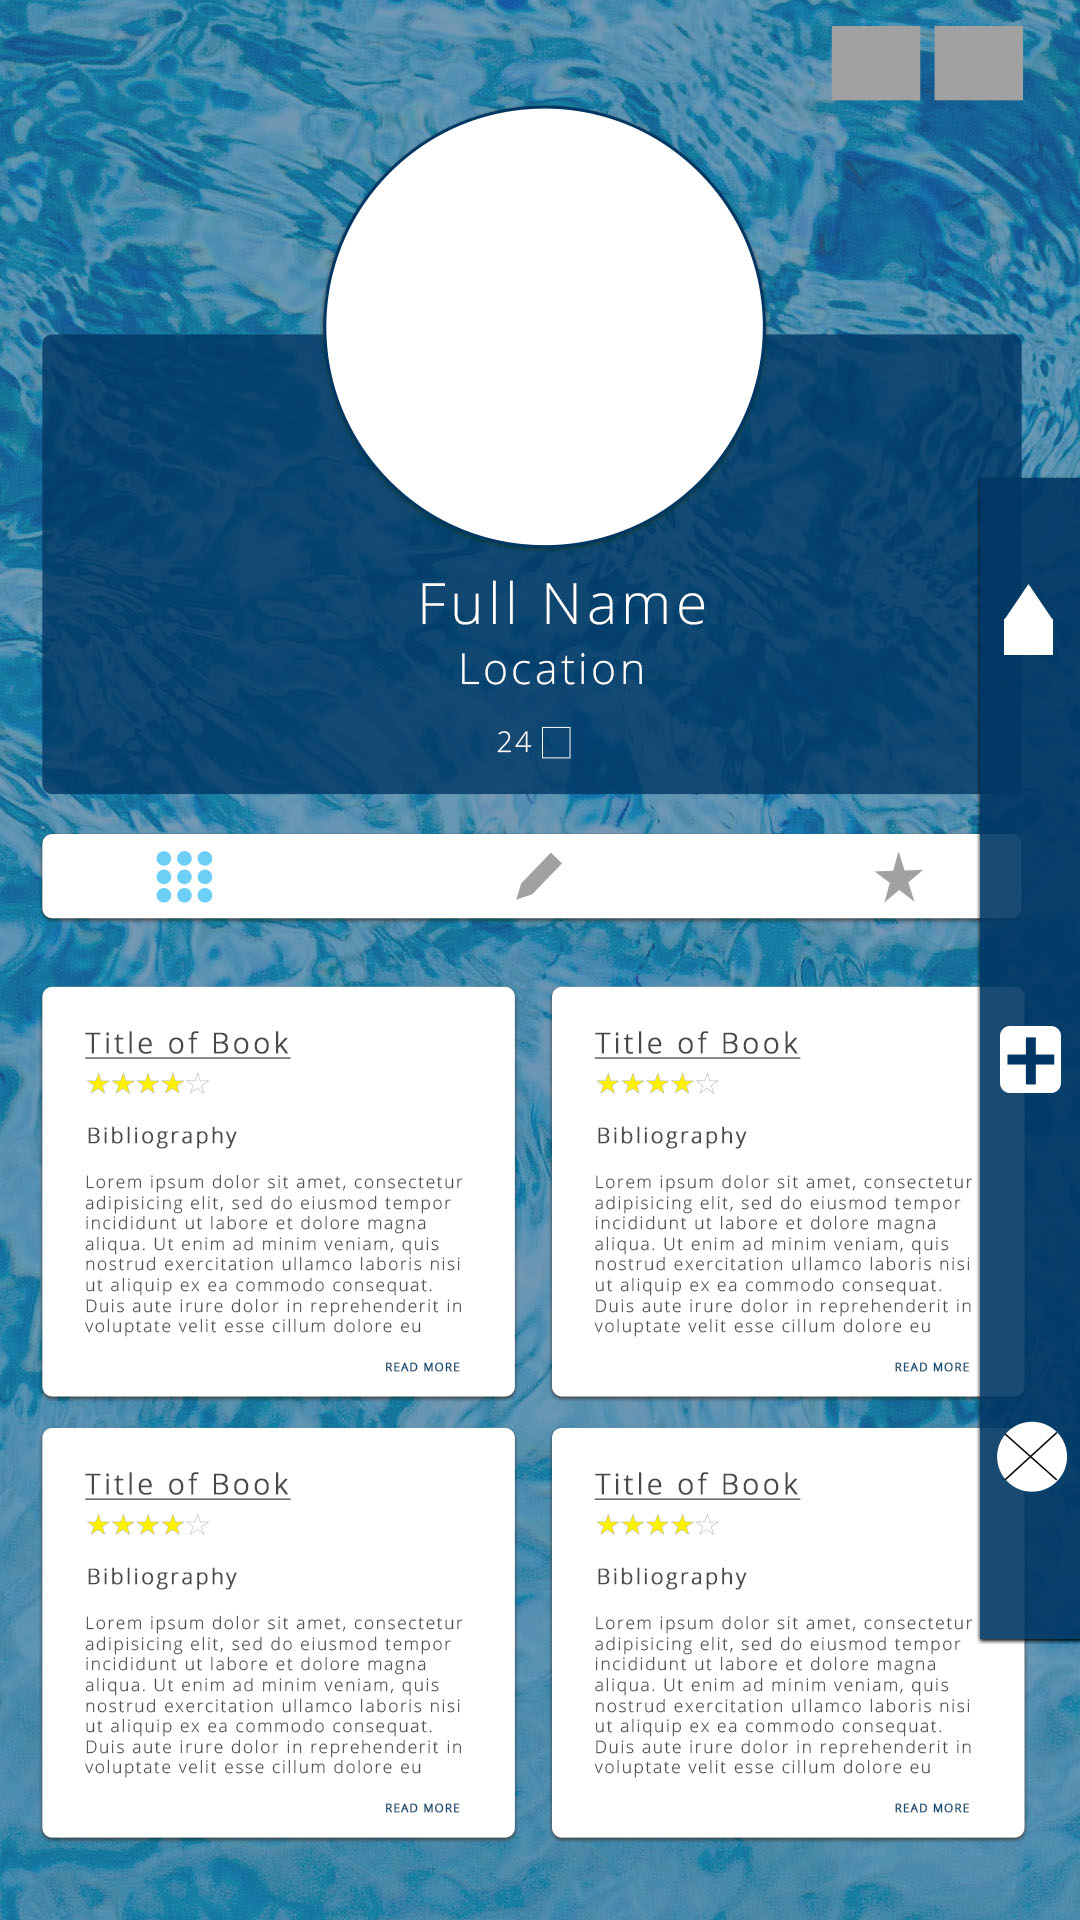 Full Name
Location
24
Title of Book
Bibliography
Lorem ipsum dolor sit amet, consectetur
adipisicing elit, sed do eiusmod tempor
incididunt ut labore et dolore magna
aliqua. Ut enim ad minim veniam, quis
nostrud exercitation ullamco laboris nisi
ut aliquip ex ea commodo consequat.
Duis aute irure dolor in reprehenderit in
voluptate velit esse cillum dolore eu
READ MORE
Title of Book
Bibliography
Lorem ipsum dolor sit amet, consectetur
adipisicing elit, sed do eiusmod tempor
incididunt ut labore et dolore magna
aliqua. Ut enim ad minim veniam, quis
nostrud exercitation ullamco laboris nisi
ut aliquip ex ea commodo consequat.
Duis aute irure dolor in reprehenderit in
voluptate velit esse cillum dolore eu
READ MORE
Title of Book
Bibliography
Lorem ipsum dolor sit amet, consectetur
adipisicing elit, sed do eiusmod tempor
incididunt ut labore et dolore magna
aliqua. Ut enim ad minim veniam, quis
nostrud exercitation ullamco laboris nisi
ut aliquip ex ea commodo consequat.
Duis aute irure dolor in reprehenderit in
voluptate velit esse cillum dolore eu
READ MORE
Title of Book
Bibliography
Lorem ipsum dolor sit amet, consectetur
adipisicing elit, sed do eiusmod tempor
incididunt ut labore et dolore magna
aliqua. Ut enim ad minim veniam, quis
nostrud exercitation ullamco laboris nisi
ut aliquip ex ea commodo consequat.
Duis aute irure dolor in reprehenderit in
voluptate velit esse cillum dolore eu
READ MORE